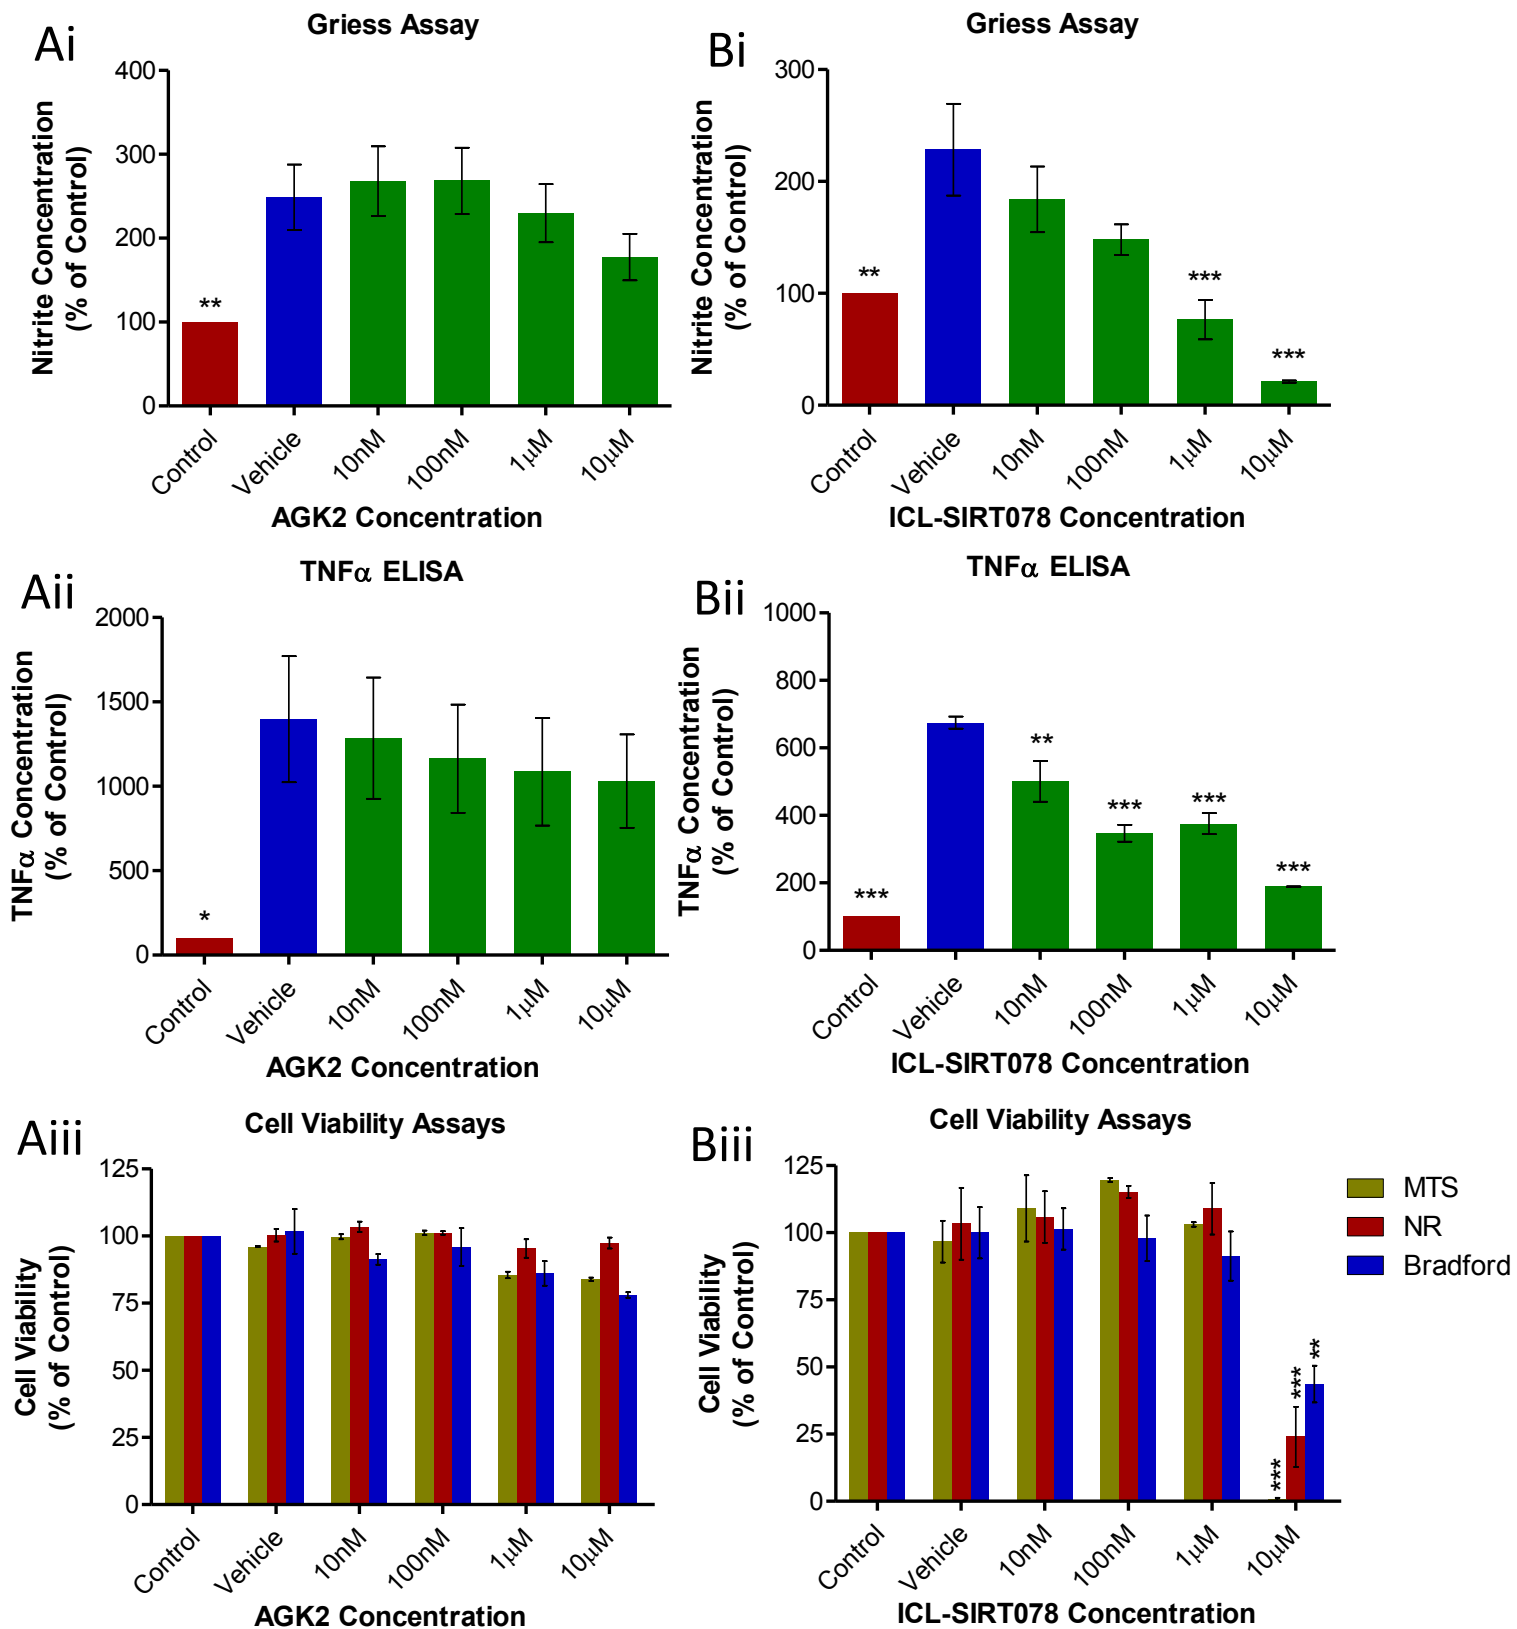 Ai
Griess Assay
Nitrite Concentration
(% of Control)
400
300
200
100
0
**
Control
Vehicle
10nM
100nM
1μM
10μM
AGK2 Concentration
Bi
Griess Assay
Nitrite Concentration
(% of Control)
300
200
100
0
**
***
***
Control
Vehicle
10nM
100nM
1μM
10μM
ICL-SIRT078 Concentration
Aii
TNFα ELISA
TNFα Concentration
(% of Control)
2000
1500
1000
500
0
*
Control
Vehicle
10nM
100nM
1μM
10μM
AGK2 Concentration
Bii
TNFα ELISA
TNFα Concentration
(% of Control)
1000
800
600
400
200
0
***
**
***
***
***
Control
Vehicle
10nM
100nM
1μM
10μM
ICL-SIRT078 Concentration
Aiii
Cell Viability Assays
Cell Viability
(% of Control)
125
100
75
50
25
0
Control
Vehicle
10nM
100nM
1μM
10μM
AGK2 Concentration
Biii
Cell Viability Assays
Cell Viability
(% of Control)
125
100
75
50
25
0
***
***
**
Control
Vehicle
10nM
100nM
1μM
10μM
ICL-SIRT078 Concentration
MTS
NR
Bradford